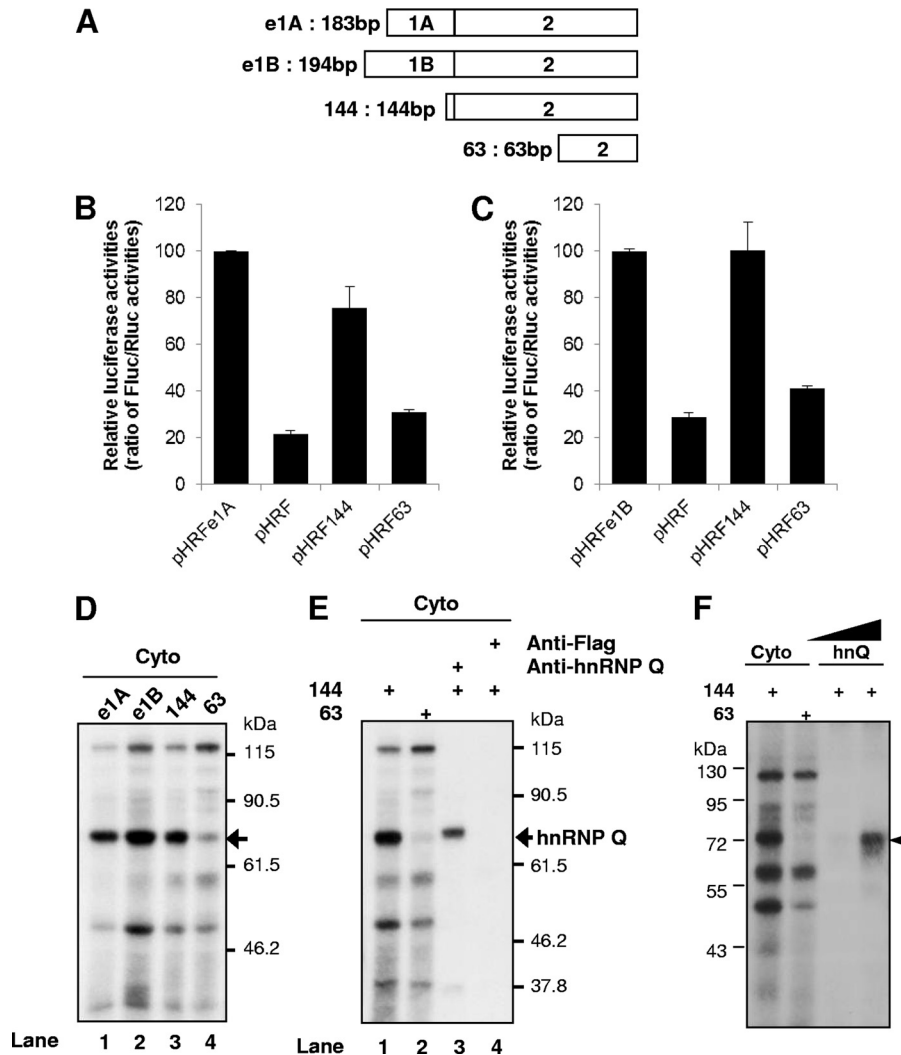 A
e1A : 183bp 1A 2
e1B : 194bp 1B 2
144 : 144bp 2
63 : 63bp 2
B
Relative luciferase activities
(ratio of Fluc/Rluc activities)
120
100
80
60
40
20
0
pHRFe1A
pHRF
pHRF144
pHRF63
C
Relative luciferase activities
(ratio of Fluc/Rluc activities)
120
100
80
60
40
20
0
pHRFe1B
pHRF
pHRF144
pHRF63
D
Cyto
e1A e1B 144 63
kDa
115
90.5
61.5
46.2
Lane 1 2 3 4
E
Cyto
+ Anti-Flag
+ Anti-hnRNP Q
144 + + +
63 +
kDa
115
90.5
hnRNP Q
61.5
46.2
37.8
Lane 1 2 3 4
F
Cyto hnQ
144 + + +
63 +
kDa
130
95
72
55
43